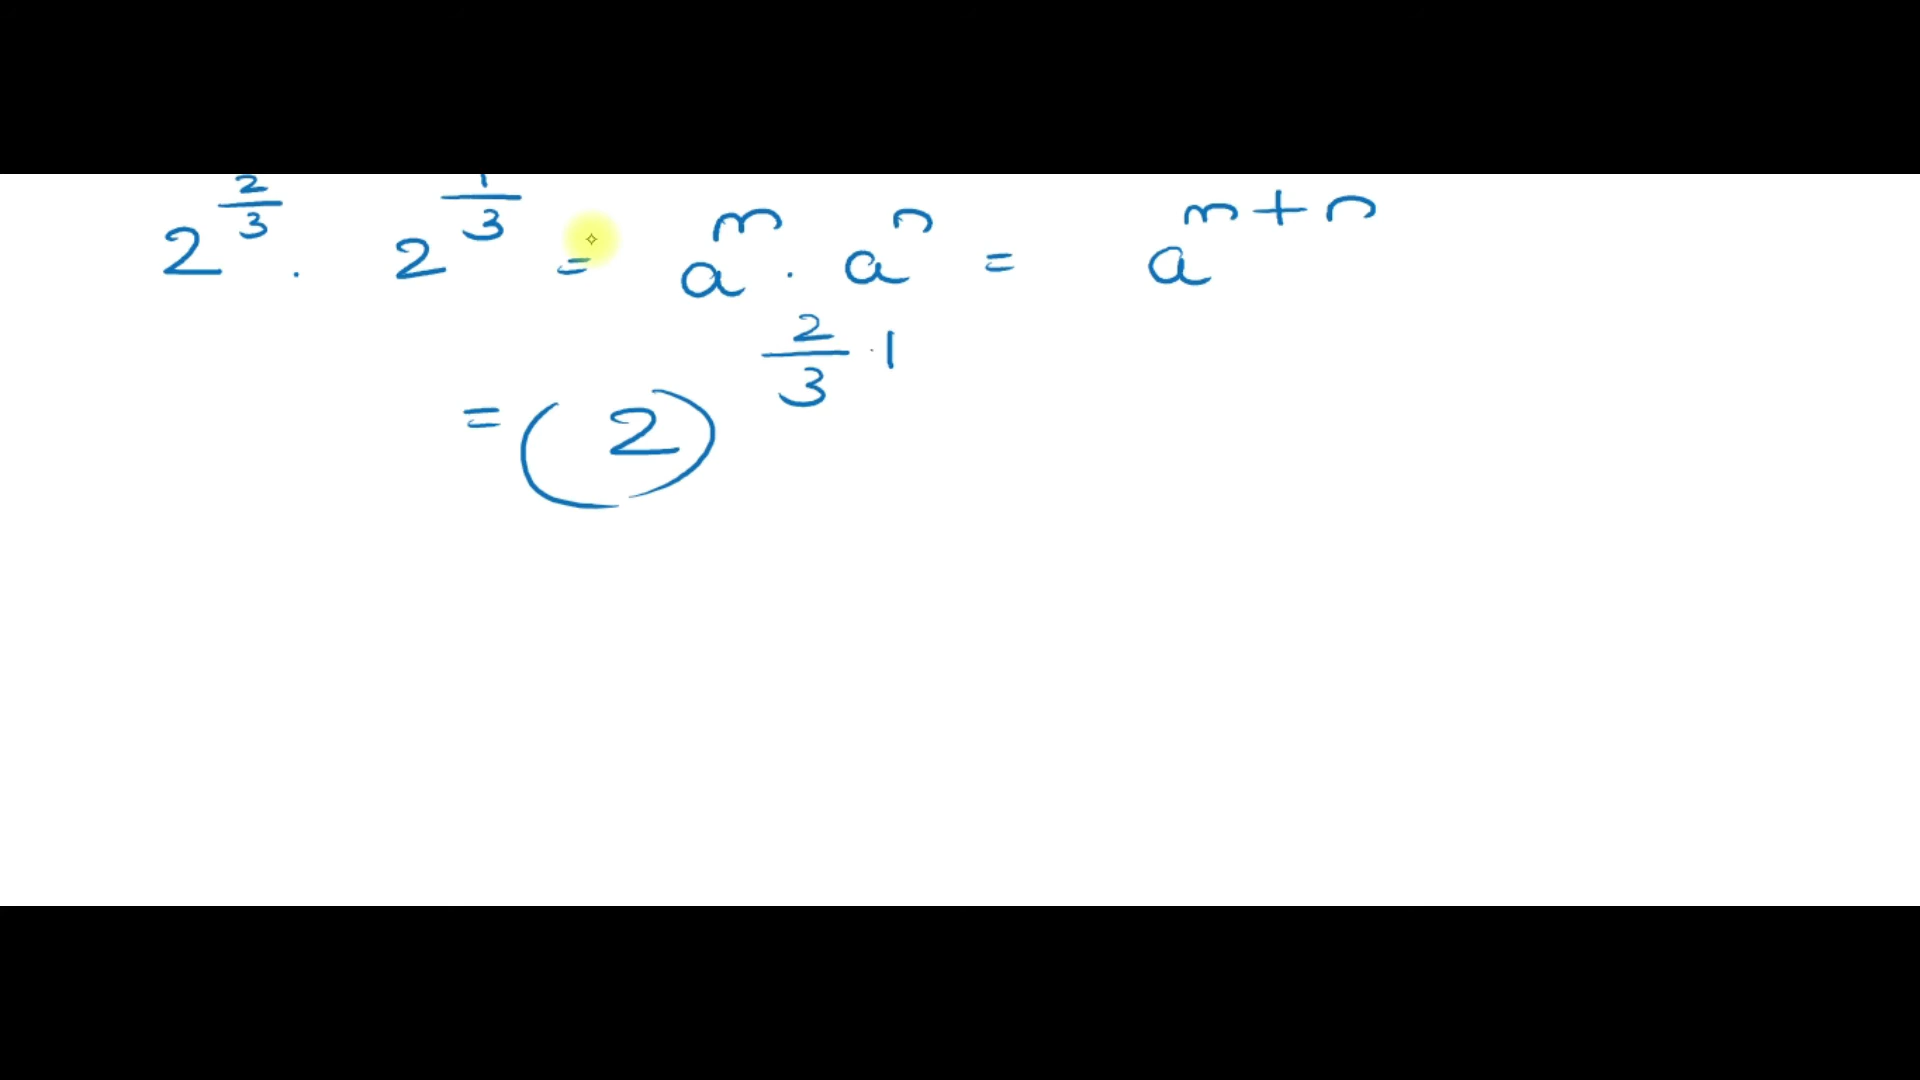 2^{2/3} . 2^{1/3} = a^m . a^n = a^{m+n}
= (2)^{2/3 · 1}